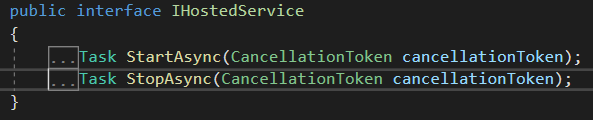 public interface IHostedService
{
...Task StartAsync(CancellationToken cancellationToken);
...Task StopAsync(CancellationToken cancellationToken);
}